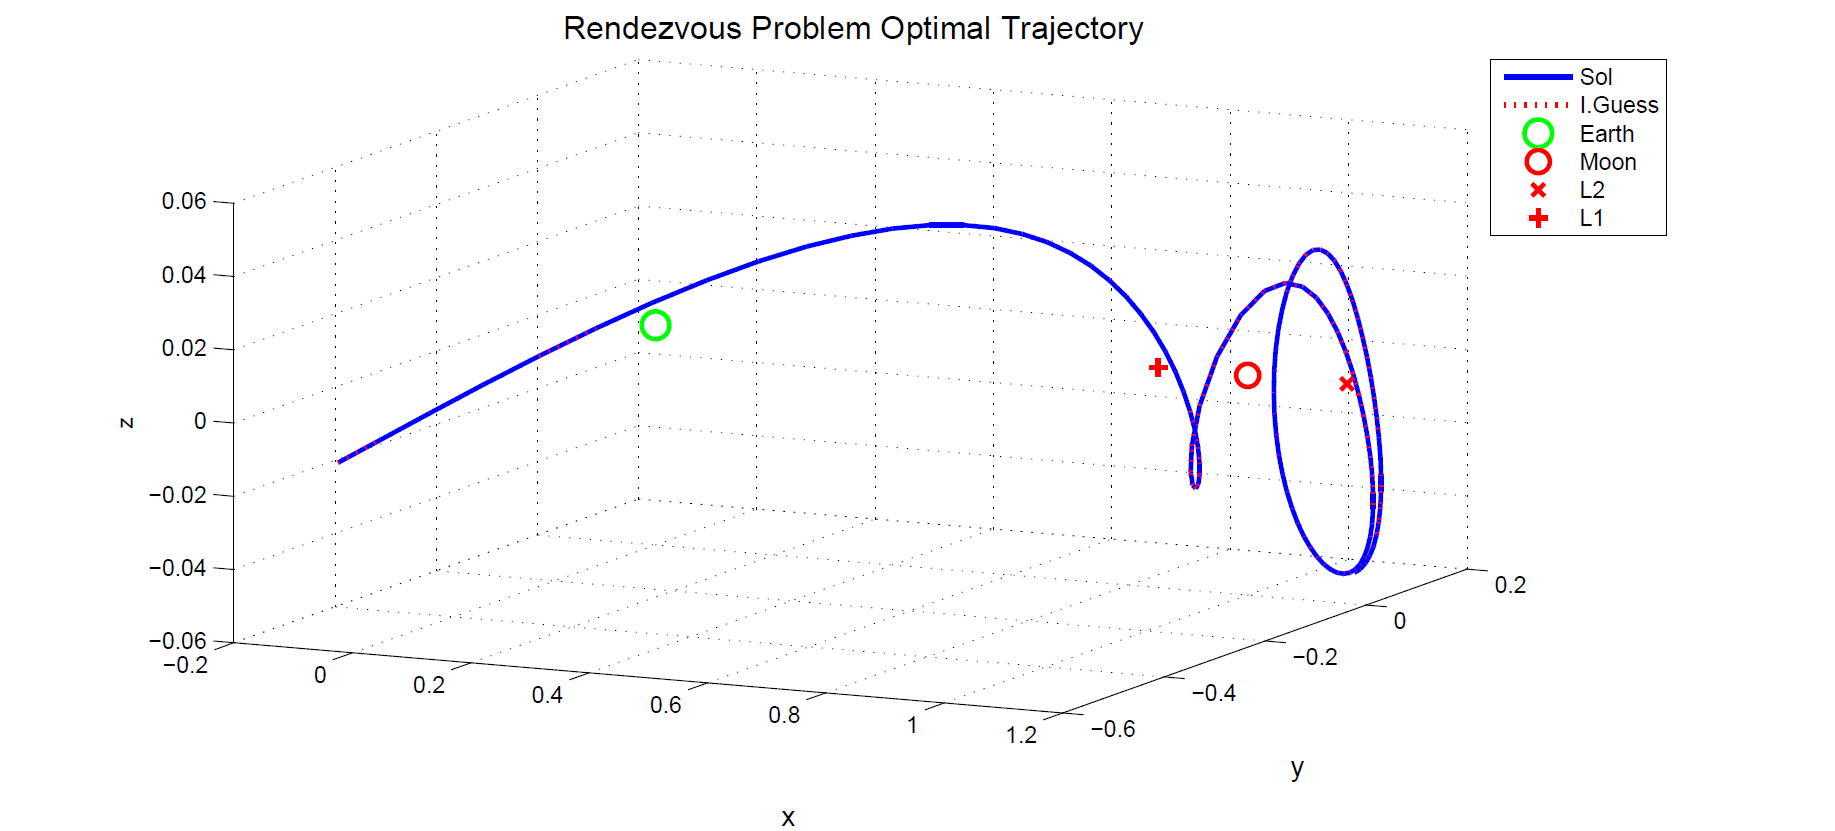 Rendezvous Problem Optimal Trajectory
Sol
I.Guess
Earth
Moon
L2
L1
0.06
0.04
0.02
0
−0.02
−0.04
−0.06
z
−0.2
0
0.2
0.4
0.6
0.8
1
1.2
x
−0.6
−0.4
−0.2
0
0.2
y